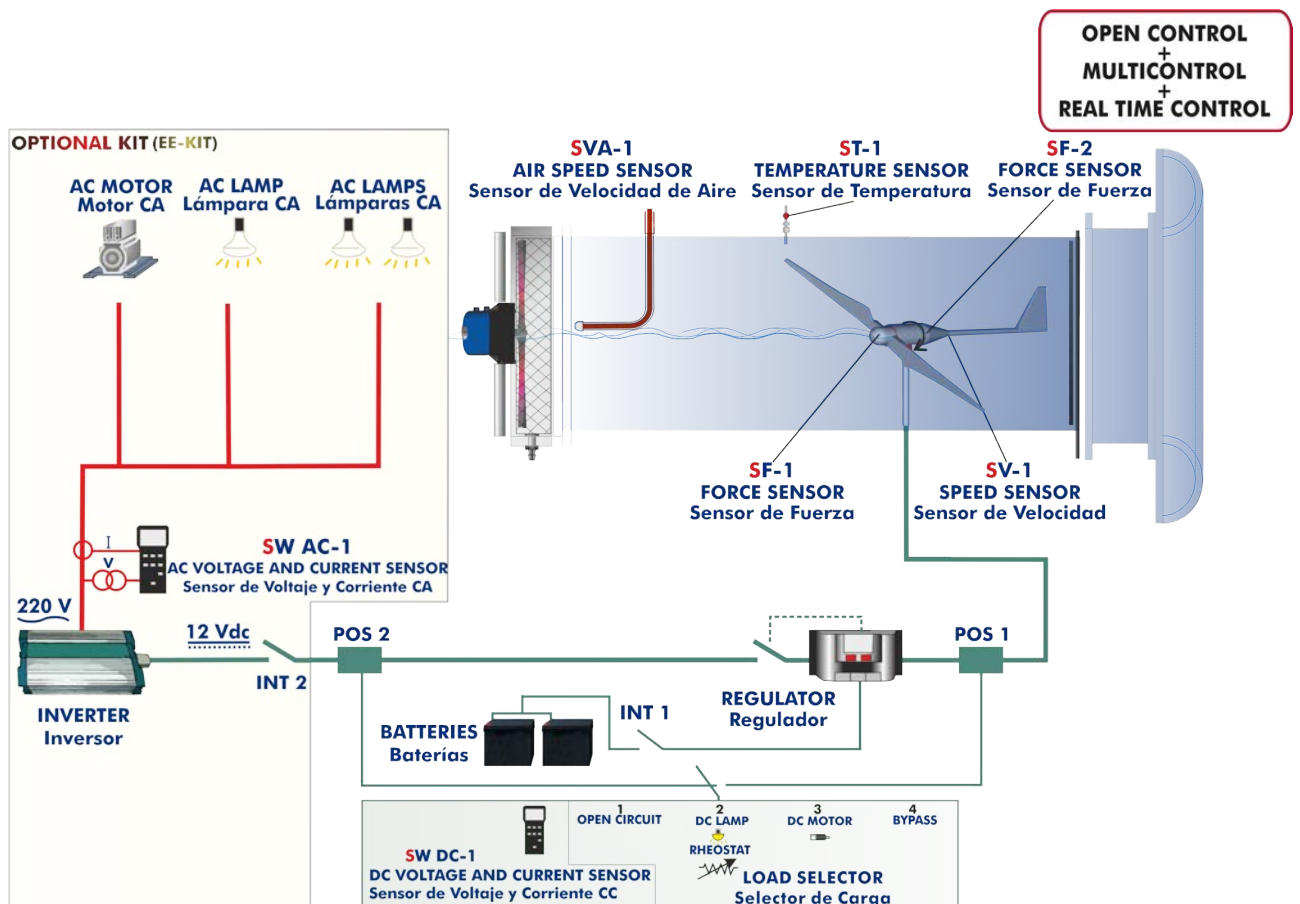 OPEN CONTROL
+
MULTICONTROL
+
REAL TIME CONTROL
OPTIONAL KIT (EE-KIT)
AC MOTOR
Motor CA
AC LAMP
Lámpara CA
AC LAMPS
Lámparas CA
SVA-1
AIR SPEED SENSOR
Sensor de Velocidad de Aire
ST-1
TEMPERATURE SENSOR
Sensor de Temperatura
SF-2
FORCE SENSOR
Sensor de Fuerza
SF-1
FORCE SENSOR
Sensor de Fuerza
SV-1
SPEED SENSOR
Sensor de Velocidad
I
V
SW AC-1
AC VOLTAGE AND CURRENT SENSOR
Sensor de Voltaje y Corriente CA
220 V
12 Vdc
INT 2
POS 2
POS 1
INVERTER
Inversor
REGULATOR
Regulador
BATTERIES
Baterías
INT 1
1
OPEN CIRCUIT
2
DC LAMP
3
DC MOTOR
4
BYPASS
RHEOSTAT
LOAD SELECTOR
Selector de Carga
SW DC-1
DC VOLTAGE AND CURRENT SENSOR
Sensor de Voltaje y Corriente CC